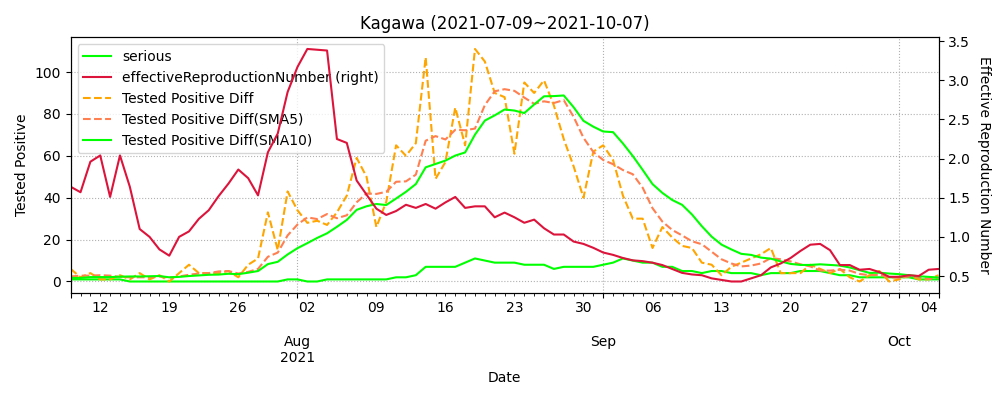 Kagawa (2021-07-09~2021-10-07)
serious
effectiveReproductionNumber (right)
Tested Positive Diff
Tested Positive Diff(SMA5)
Tested Positive Diff(SMA10)
Tested Positive
100
80
60
40
20
0
3.5
3.0
2.5
2.0
1.5
1.0
0.5
Effective Reproduction Number
12 19 26 02 09 16 23 30 06 13 20 27 04
Aug Sep Oct
2021
Date